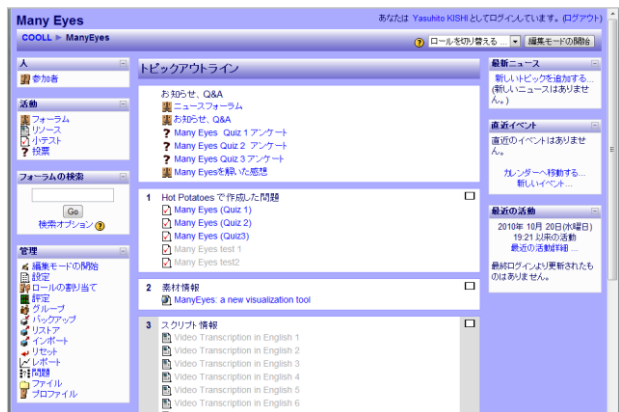 Many Eyes
あなたは Yasuhito KISHI としてログインしています。(ログアウト)
COOLL ► ManyEyes
ロールを切り替える ...
編集モードの開始
人
参加者
活動
フォーラム
リソース
小テスト
投票
フォーラムの検索
Go
検索オプション
管理
編集モードの開始
設定
ロールの割り当て
評定
グループ
バックアップ
リストア
インポート
リセット
レポート
問題
ファイル
プロファイル
トピックアウトライン
お知らせ、Q&A
ニュースフォーラム
お知らせ、Q&A
Many Eyes Quiz 1 アンケート
Many Eyes Quiz 2 アンケート
Many Eyes Quiz 3 アンケート
Many Eyesを解いた感想
1 Hot Potatoes で作成した問題
Many Eyes (Quiz 1)
Many Eyes (Quiz 2)
Many Eyes (Quiz3)
Many Eyes test 1
Many Eyes test2
2 素材情報
ManyEyes: a new visualization tool
3 スクリプト情報
Video Transcription in English 1
Video Transcription in English 2
Video Transcription in English 3
Video Transcription in English 4
Video Transcription in English 5
Video Transcription in English 6
最新ニュース
新しいトピックを追加する...
(新しいニュースはありませ
ん。)
直近イベント
直近のイベントはありませ
ん。
カレンダーへ移動する...
新しいイベント...
最近の活動
2010年 10月 20日(水曜日)
19:21 以来の活動
最近の活動詳細 ...
最終ログインより更新されたも
のはありません。